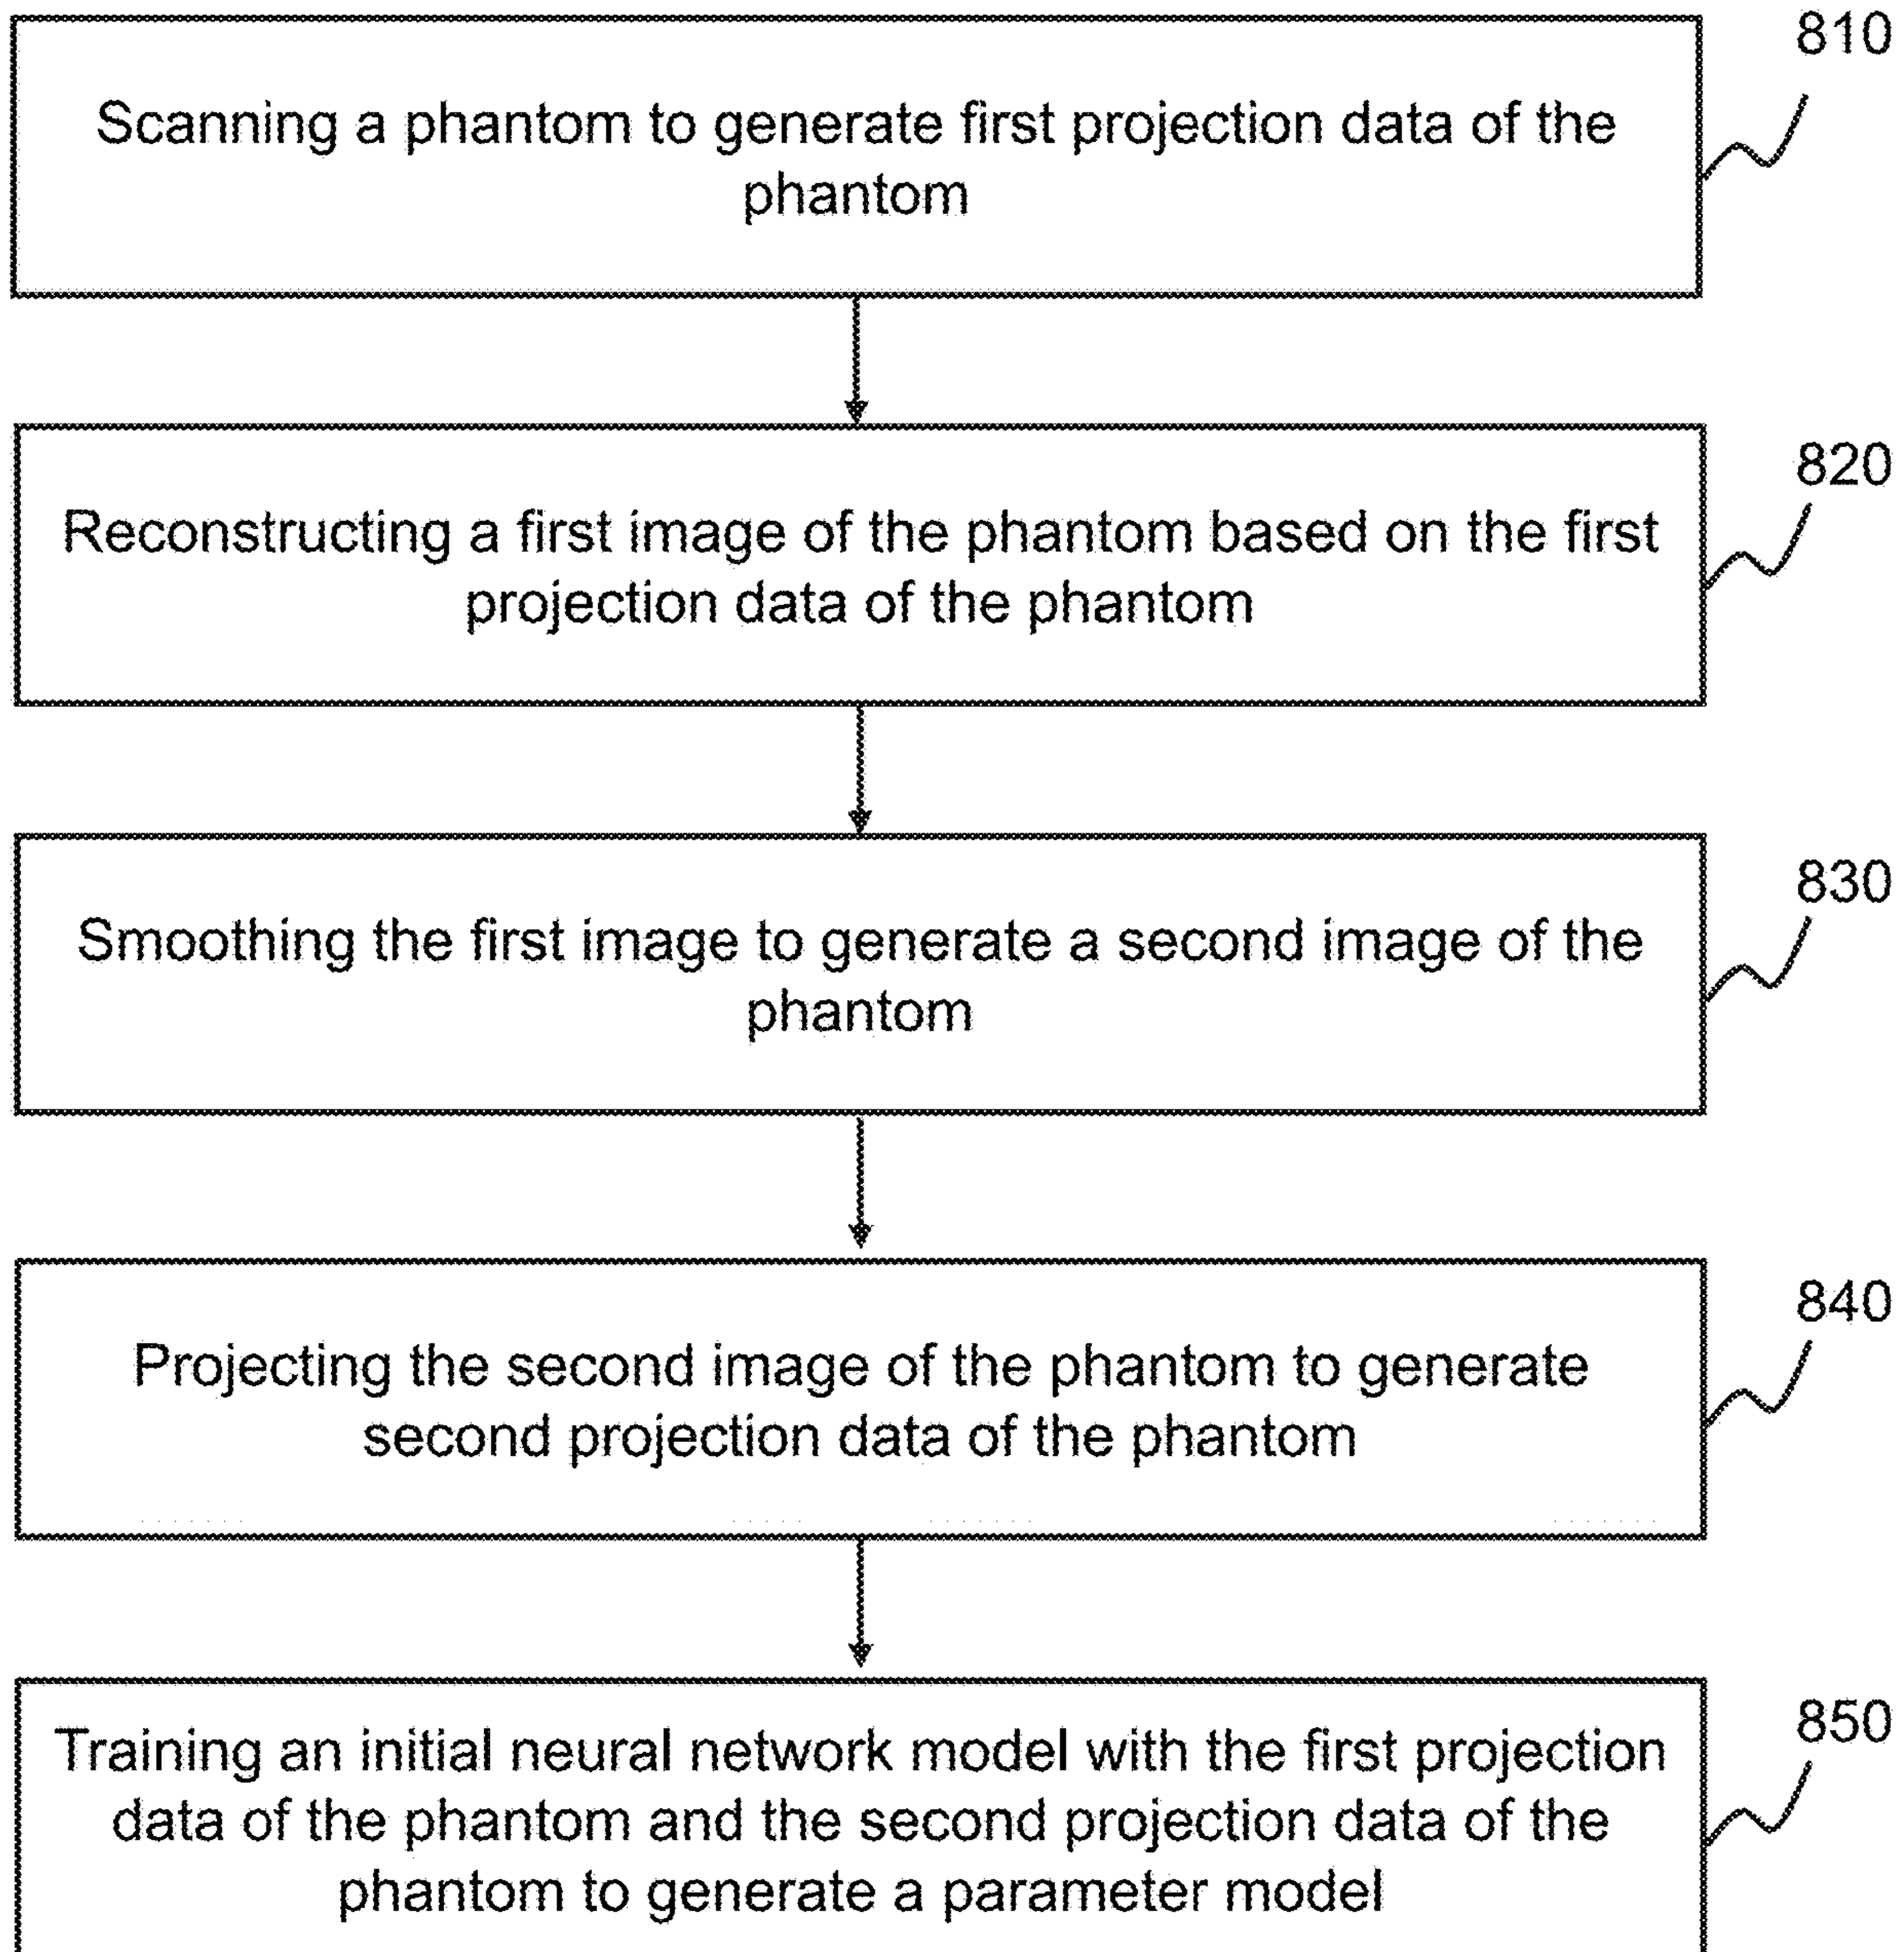 810
Scanning a phantom to generate first projection data of the
phantom
820
Reconstructing a first image of the phantom based on the first
projection data of the phantom
830
Smoothing the first image to generate a second image of the
phantom
840
Projecting the second image of the phantom to generate
second projection data of the phantom
850
Training an initial neural network model with the first projection
data of the phantom and the second projection data of the
phantom to generate a parameter model